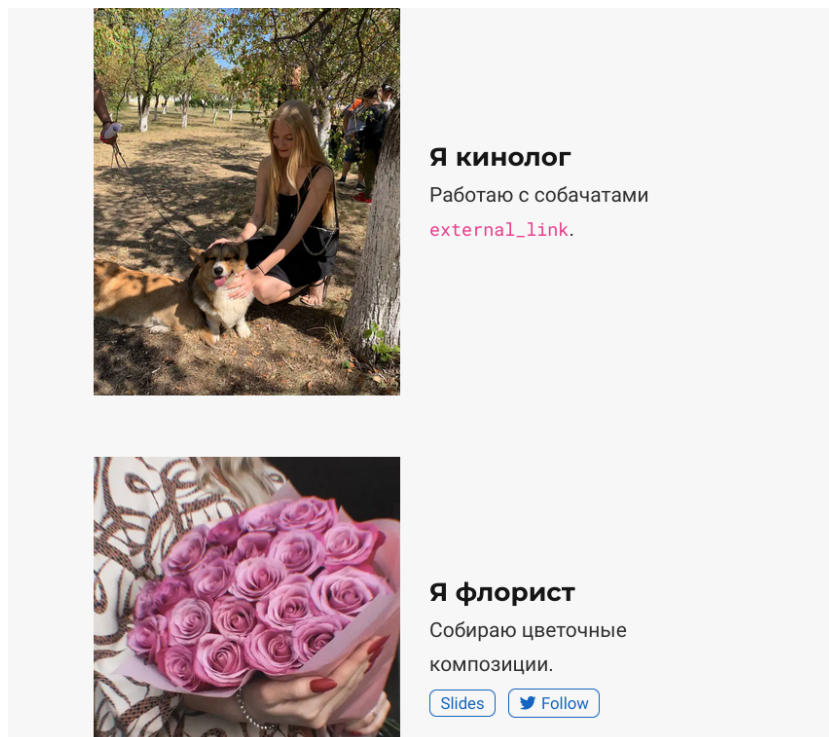 Я кинолог
Работаю с собачатами
external_link.
Я флорист
Собираю цветочные
композиции.
Slides
Follow